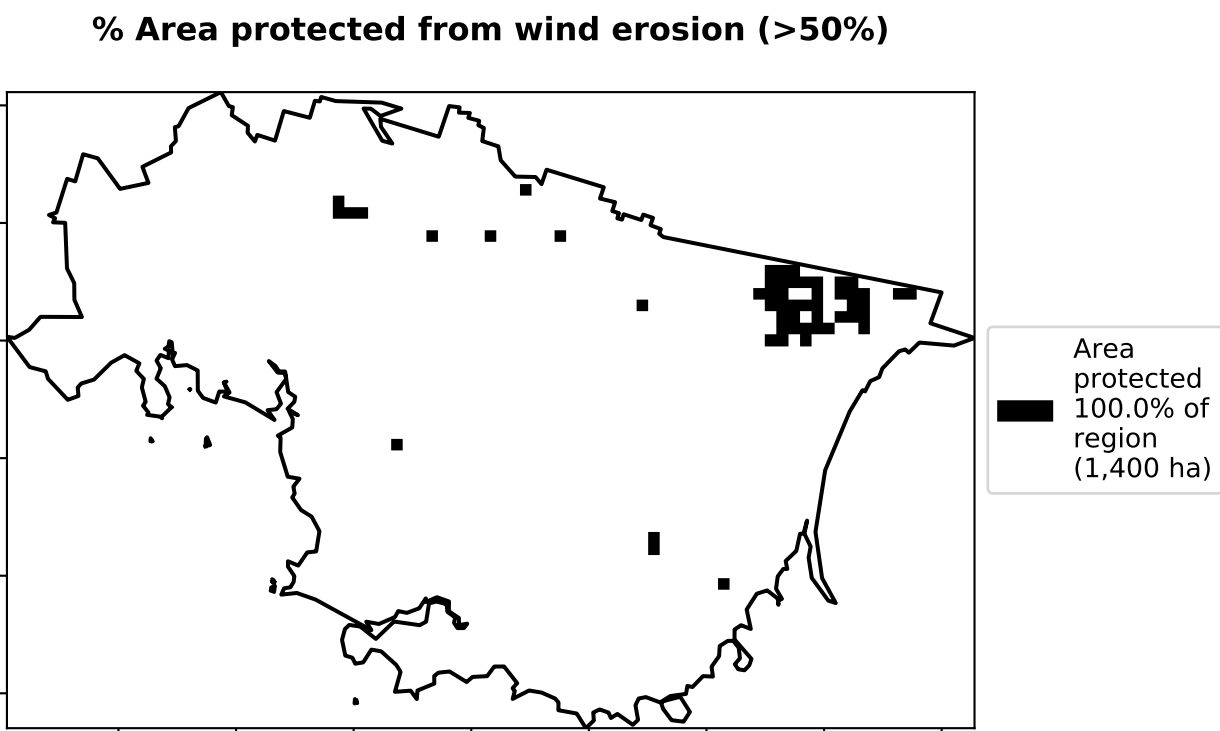 % Area protected from wind erosion (>50%)
Area
protected
100.0% of
region
(1,400 ha)